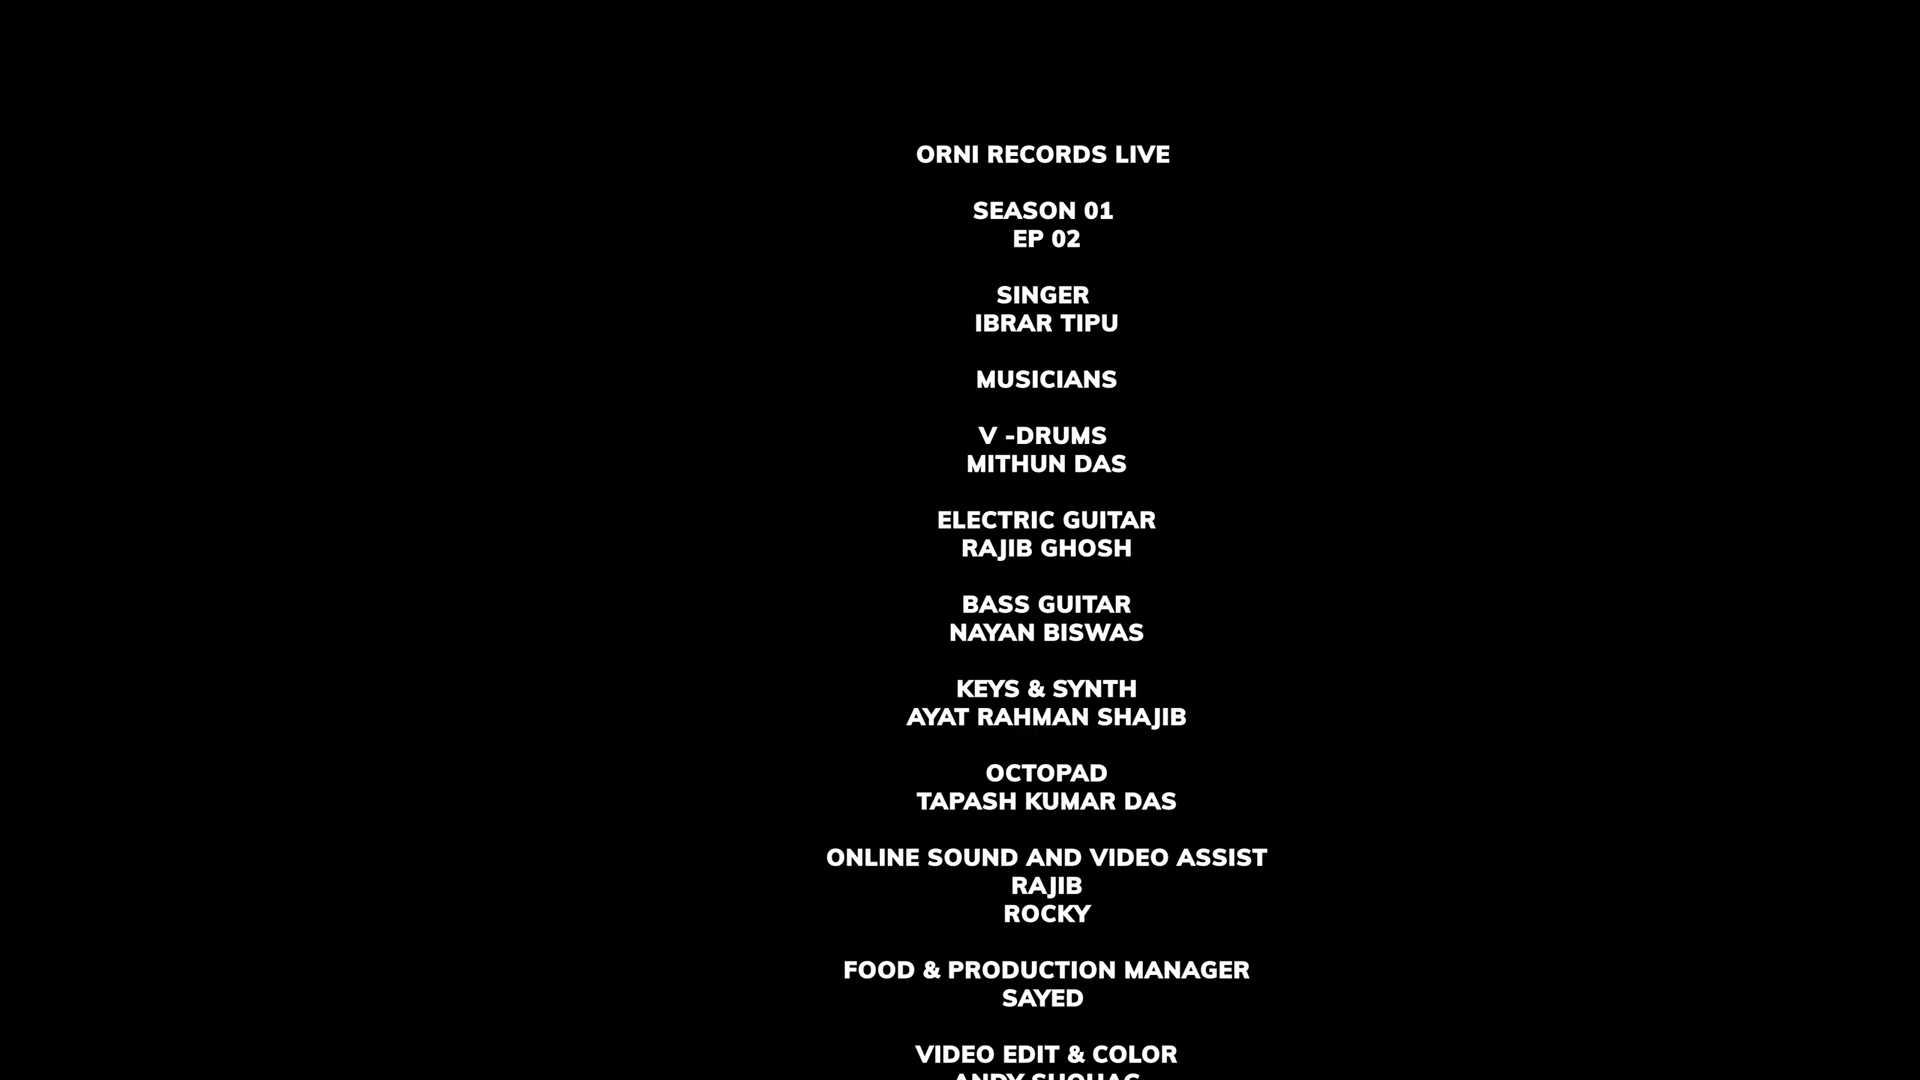 ORNI RECORDS LIVE
SEASON 01
EP 02
SINGER
IBRAR TIPU
MUSICIANS
V -DRUMS
MITHUN DAS
ELECTRIC GUITAR
RAJIB GHOSH
BASS GUITAR
NAYAN BISWAS
KEYS & SYNTH
AYAT RAHMAN SHAJIB
OCTOPAD
TAPASH KUMAR DAS
ONLINE SOUND AND VIDEO ASSIST
RAJIB
ROCKY
FOOD & PRODUCTION MANAGER
SAYED
VIDEO EDIT & COLOR